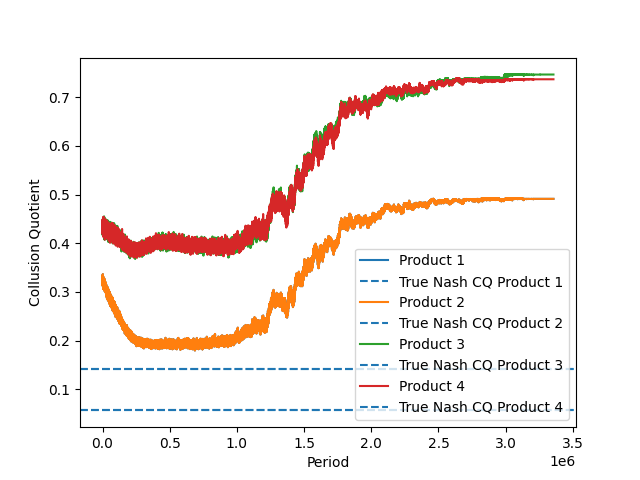 0.7
0.6
0.5
0.4
0.3
0.2
0.1
Collusion Quotient
Product 1
True Nash CQ Product 1
Product 2
True Nash CQ Product 2
Product 3
True Nash CQ Product 3
Product 4
True Nash CQ Product 4
0.0 0.5 1.0 1.5 2.0 2.5 3.0 3.5
1e6
Period